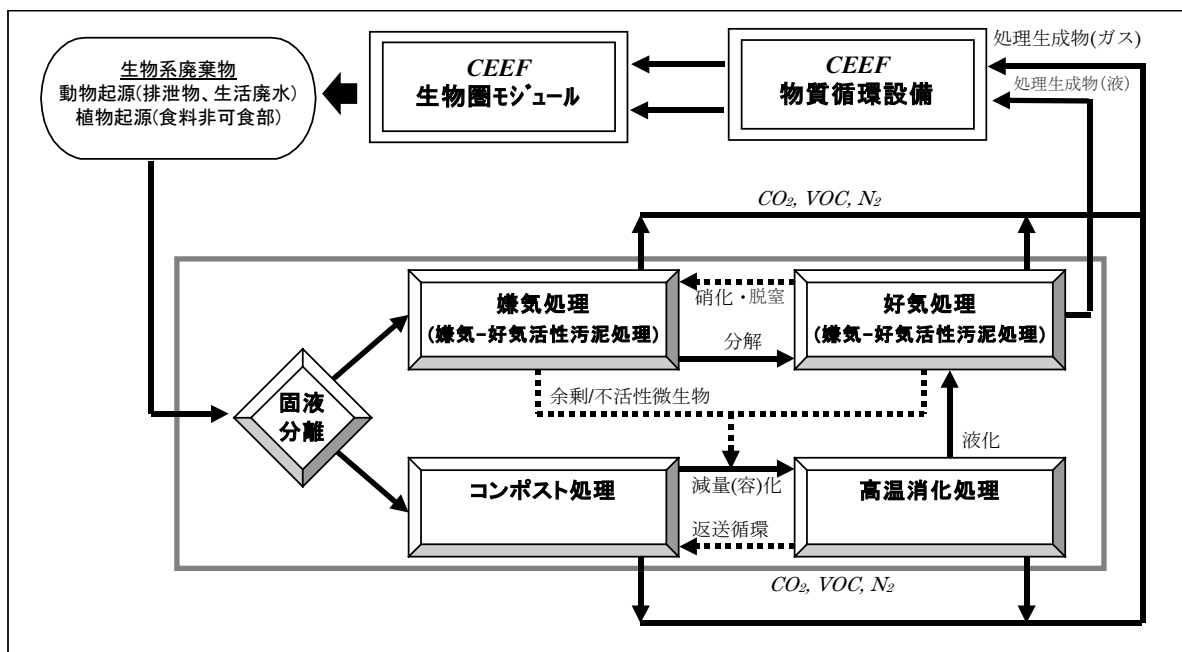 生物系廃棄物
動物起源(排泄物、生活廃水)
植物起源(食料非可食部)
CEEF
生物圏ﾓｼﾞｭｰﾙ
CEEF
物質循環設備
処理生成物(ガス)
処理生成物(液)
CO₂, VOC, N₂
嫌気処理
(嫌気-好気活性汚泥処理)
硝化・脱窒
分解
好気処理
(嫌気-好気活性汚泥処理)
固液
分離
余剰/不活性微生物
液化
コンポスト処理
減量(容)化
返送循環
高温消化処理
CO₂, VOC, N₂